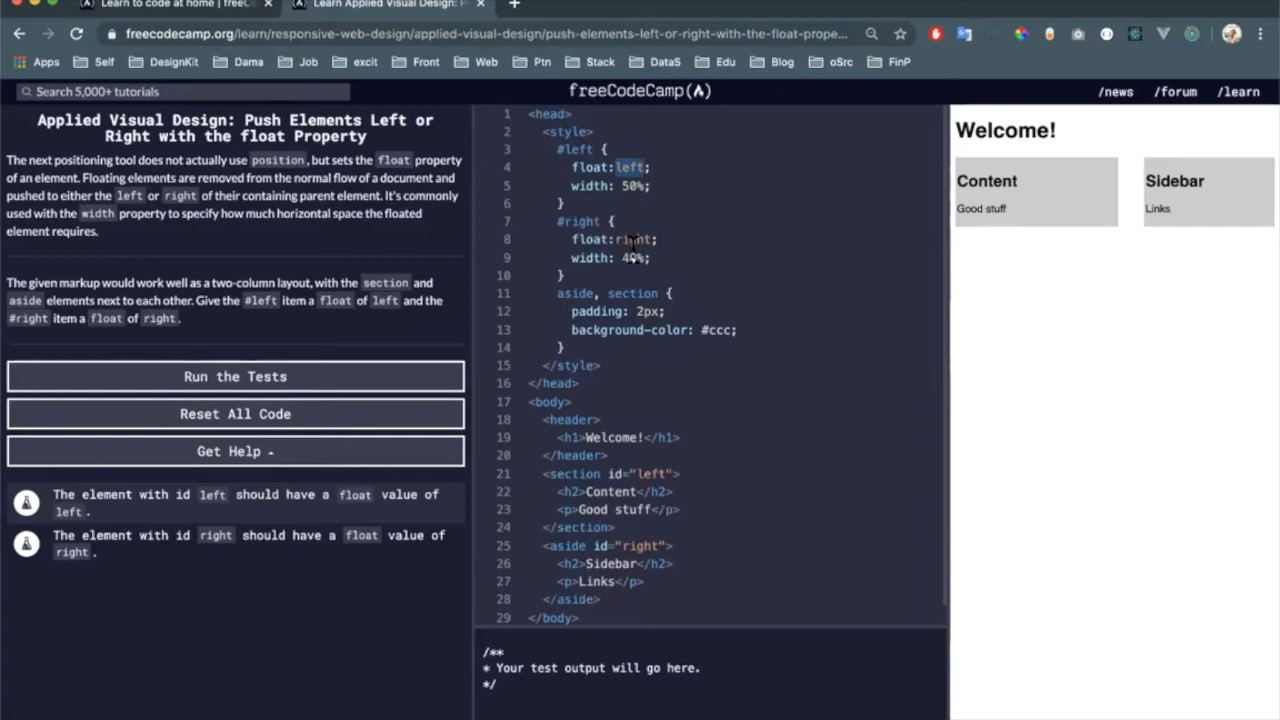 Learn to code at home | freeC
Learn Applied Visual Design: P
freecodecamp.org/learn/responsive-web-design/applied-visual-design/push-elements-left-or-right-with-the-float-prope...
Apps Self DesignKit Dama Job excit Front Web Ptn Stack DataS Edu Blog oSrc FinP
Search 5,000+ tutorials
freeCodeCamp
/news /forum /learn
Applied Visual Design: Push Elements Left or
Right with the float Property
The next positioning tool does not actually use position, but sets the float property
of an element. Floating elements are removed from the normal flow of a document and
pushed to either the left or right of their containing parent element. It's commonly
used with the width property to specify how much horizontal space the floated
element requires.
The given markup would work well as a two-column layout, with the section and
aside elements next to each other. Give the #left item a float of left and the
#right item a float of right.
Run the Tests
Reset All Code
Get Help
The element with id left should have a float value of
left.
The element with id right should have a float value of
right.
1 <head>
2 <style>
3 #left {
4 float:left;
5 width: 50%;
6 }
7 #right {
8 float:right;
9 width: 40%;
10 }
11 aside, section {
12 padding: 2px;
13 background-color: #ccc;
14 }
15 </style>
16 </head>
17 <body>
18 <header>
19 <h1>Welcome!</h1>
20 </header>
21 <section id="left">
22 <h2>Content</h2>
23 <p>Good stuff</p>
24 </section>
25 <aside id="right">
26 <h2>Sidebar</h2>
27 <p>Links</p>
28 </aside>
29 </body>
/**
* Your test output will go here.
*/
Welcome!
Content
Good stuff
Sidebar
Links